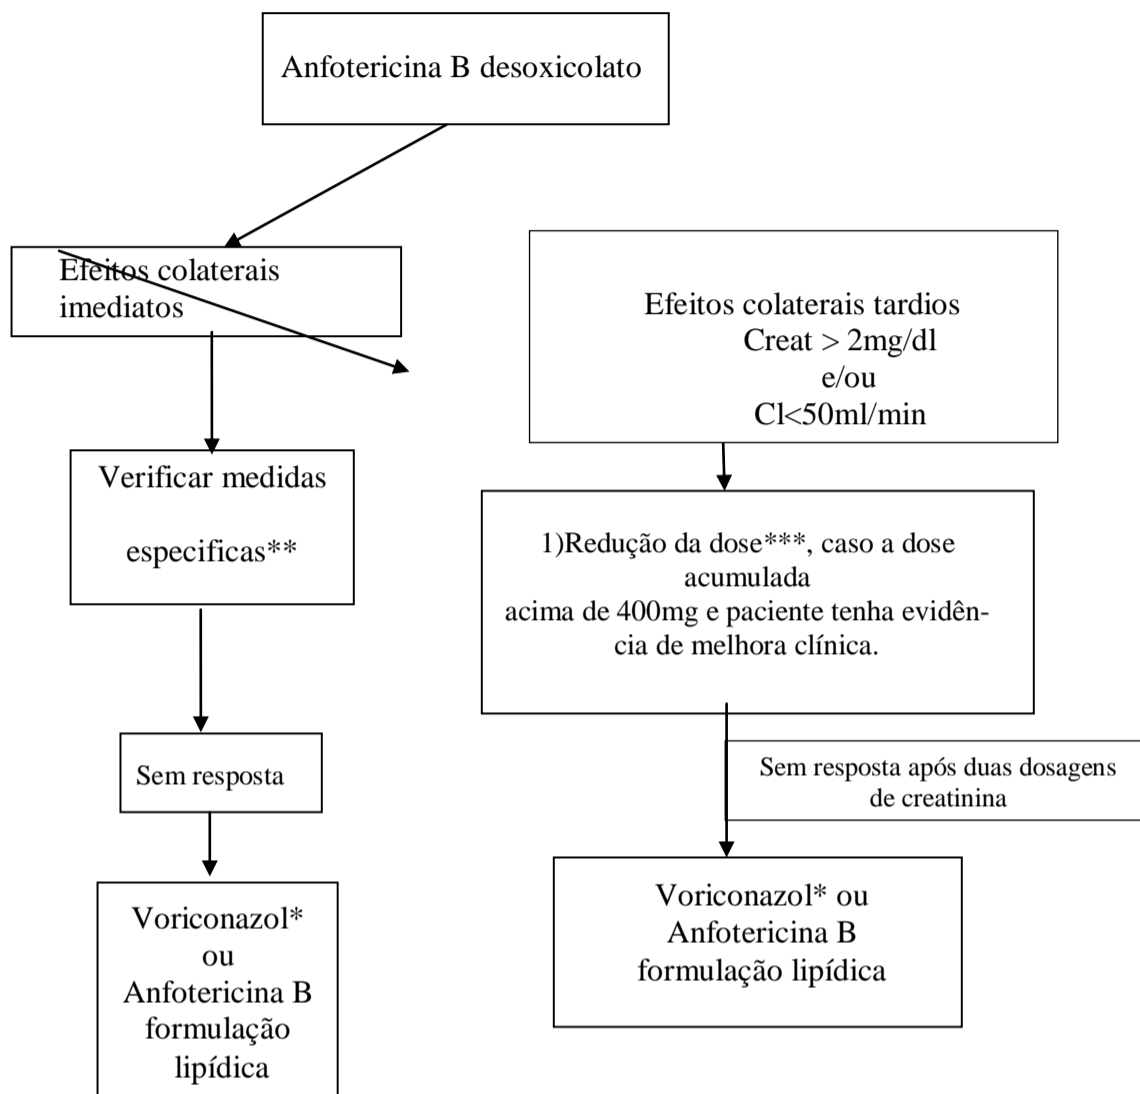 Anfotericina B desoxicolato
Efeitos colaterais
imediatos
Efeitos colaterais tardios
Creat > 2mg/dl
e/ou
Cl<50ml/min
Verificar medidas
especificas**
1)Redução da dose***, caso a dose
acumulada
acima de 400mg e paciente tenha evidên-
cia de melhora clínica.
Sem resposta
Sem resposta após duas dosagens
de creatinina
Voriconazol*
ou
Anfotericina B
formulação
lipídica
Voriconazol* ou
Anfotericina B
formulação lipídica